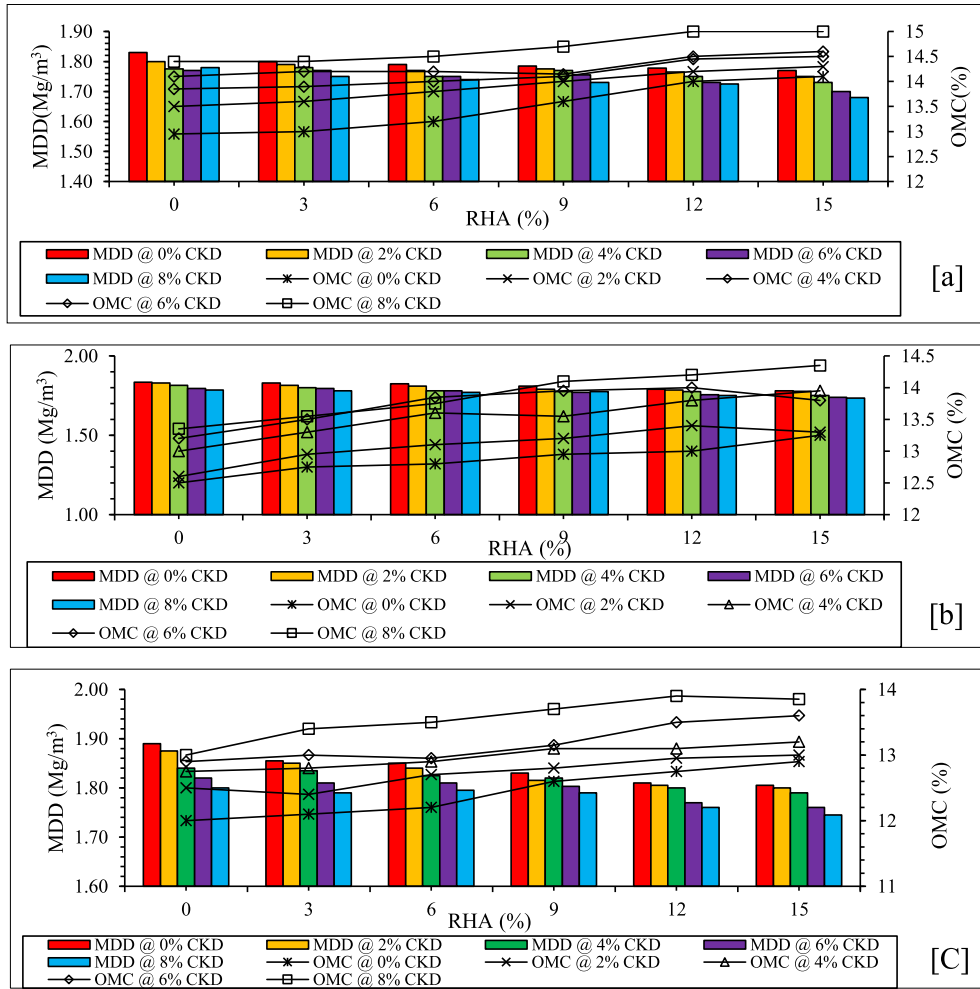 1.90
1.80
1.70
1.60
1.50
1.40
MDD(Mg/m³)
15
14.5
14
13.5
13
12.5
12
OMC(%)
0 3 6 9 12 15
RHA (%)
MDD @ 0% CKD MDD @ 2% CKD MDD @ 4% CKD MDD @ 6% CKD
MDD @ 8% CKD OMC @ 0% CKD OMC @ 2% CKD OMC @ 4% CKD
OMC @ 6% CKD OMC @ 8% CKD
[a]
2.00
1.50
1.00
MDD (Mg/m³)
14.5
14
13.5
13
12.5
12
OMC (%)
0 3 6 9 12 15
RHA (%)
MDD @ 0% CKD MDD @ 2% CKD MDD @ 4% CKD MDD @ 6% CKD
MDD @ 8% CKD OMC @ 0% CKD OMC @ 2% CKD OMC @ 4% CKD
OMC @ 6% CKD OMC @ 8% CKD
[b]
2.00
1.90
1.80
1.70
1.60
MDD (Mg/m³)
14
13
12
11
OMC (%)
0 3 6 9 12 15
RHA (%)
MDD @ 0% CKD MDD @ 2% CKD MDD @ 4% CKD MDD @ 6% CKD
MDD @ 8% CKD OMC @ 0% CKD OMC @ 2% CKD OMC @ 4% CKD
OMC @ 6% CKD OMC @ 8% CKD
[C]